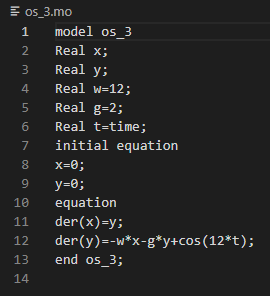 os_3.mo
1 model os_3
2 Real x;
3 Real y;
4 Real w=12;
5 Real g=2;
6 Real t=time;
7 initial equation
8 x=0;
9 y=0;
10 equation
11 der(x)=y;
12 der(y)=-w*x-g*y+cos(12*t);
13 end os_3;
14